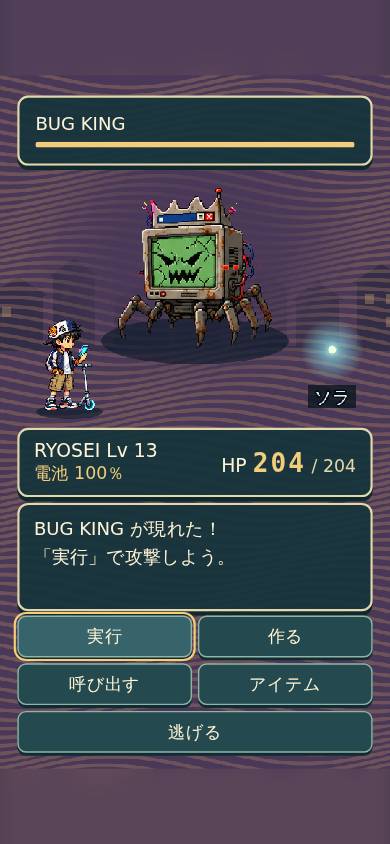 BUG KING
ソラ
RYOSEI Lv 13
電池 100%
HP 204 / 204
BUG KING が現れた！
「実行」で攻撃しよう。
実行
作る
呼び出す
アイテム
逃げる